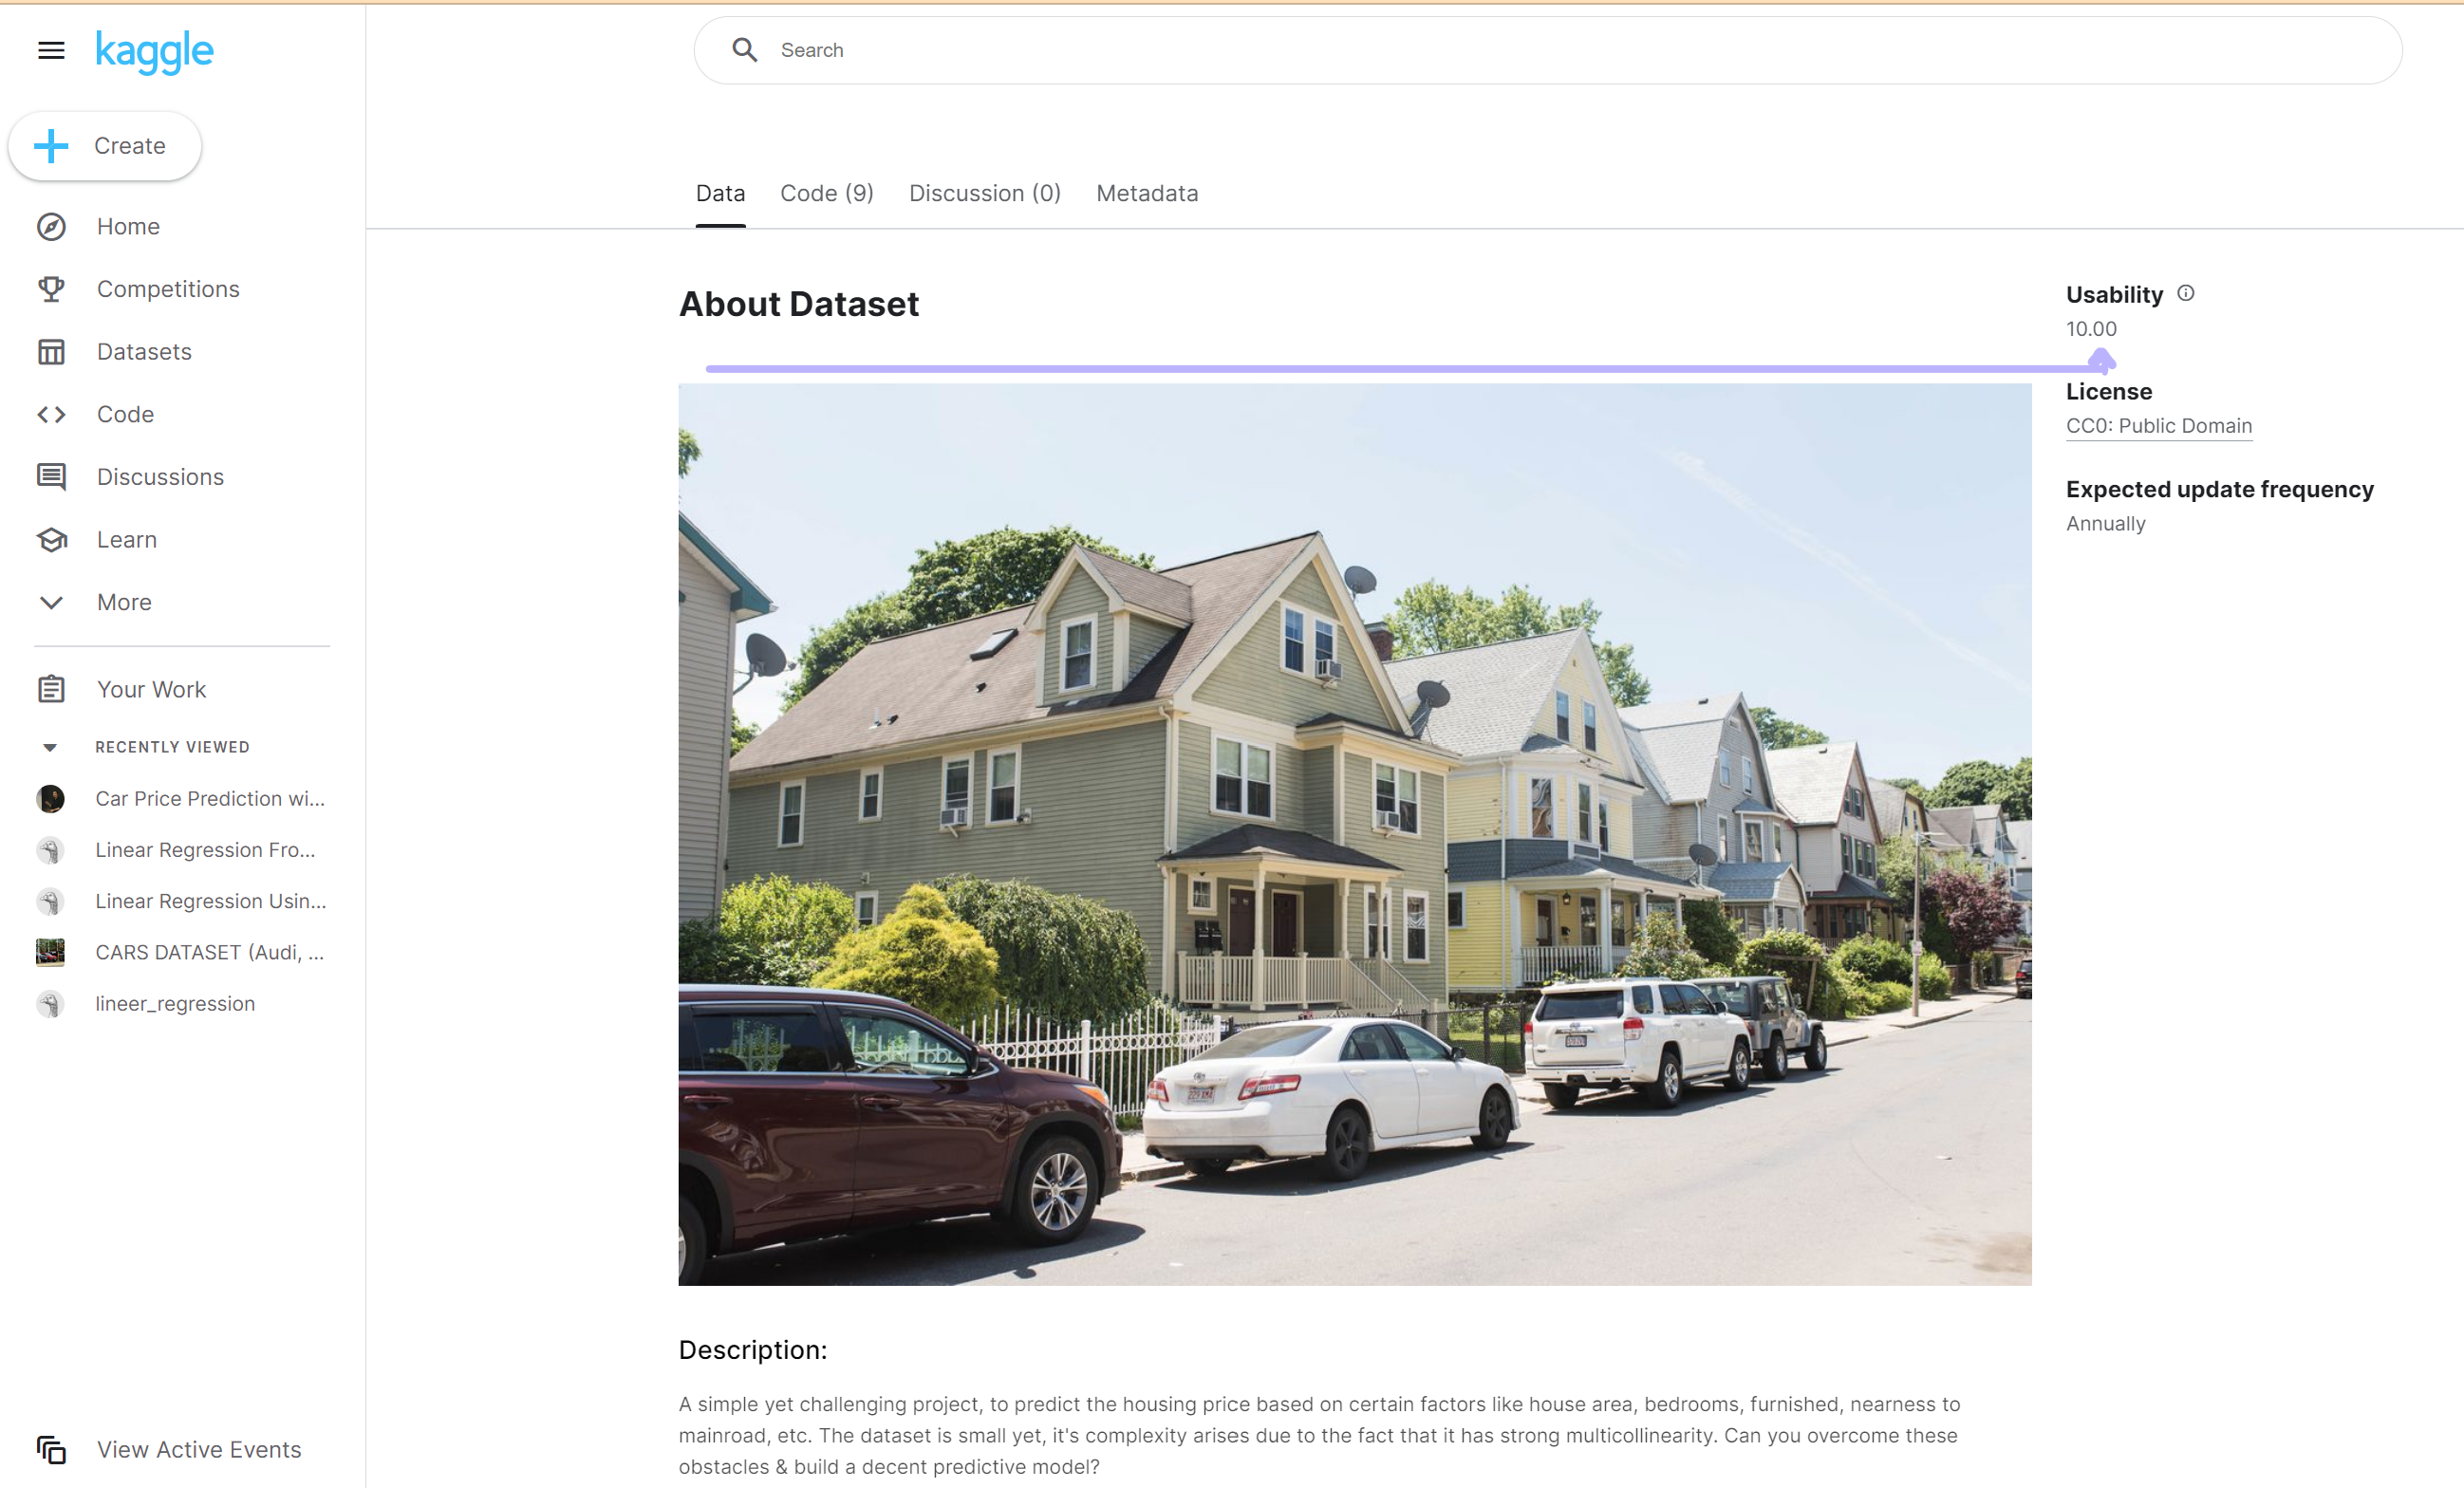 kaggle
Search
Create
Home
Competitions
Datasets
Code
Discussions
Learn
More
Your Work
RECENTLY VIEWED
Car Price Prediction wi...
Linear Regression Fro...
Linear Regression Usin...
CARS DATASET (Audi, ...
lineer_regression
View Active Events
Data Code (9) Discussion (0) Metadata
About Dataset
Usability
10.00
License
CC0: Public Domain
Expected update frequency
Annually
Description:
A simple yet challenging project, to predict the housing price based on certain factors like house area, bedrooms, furnished, nearness to
mainroad, etc. The dataset is small yet, it's complexity arises due to the fact that it has strong multicollinearity. Can you overcome these
obstacles & build a decent predictive model?